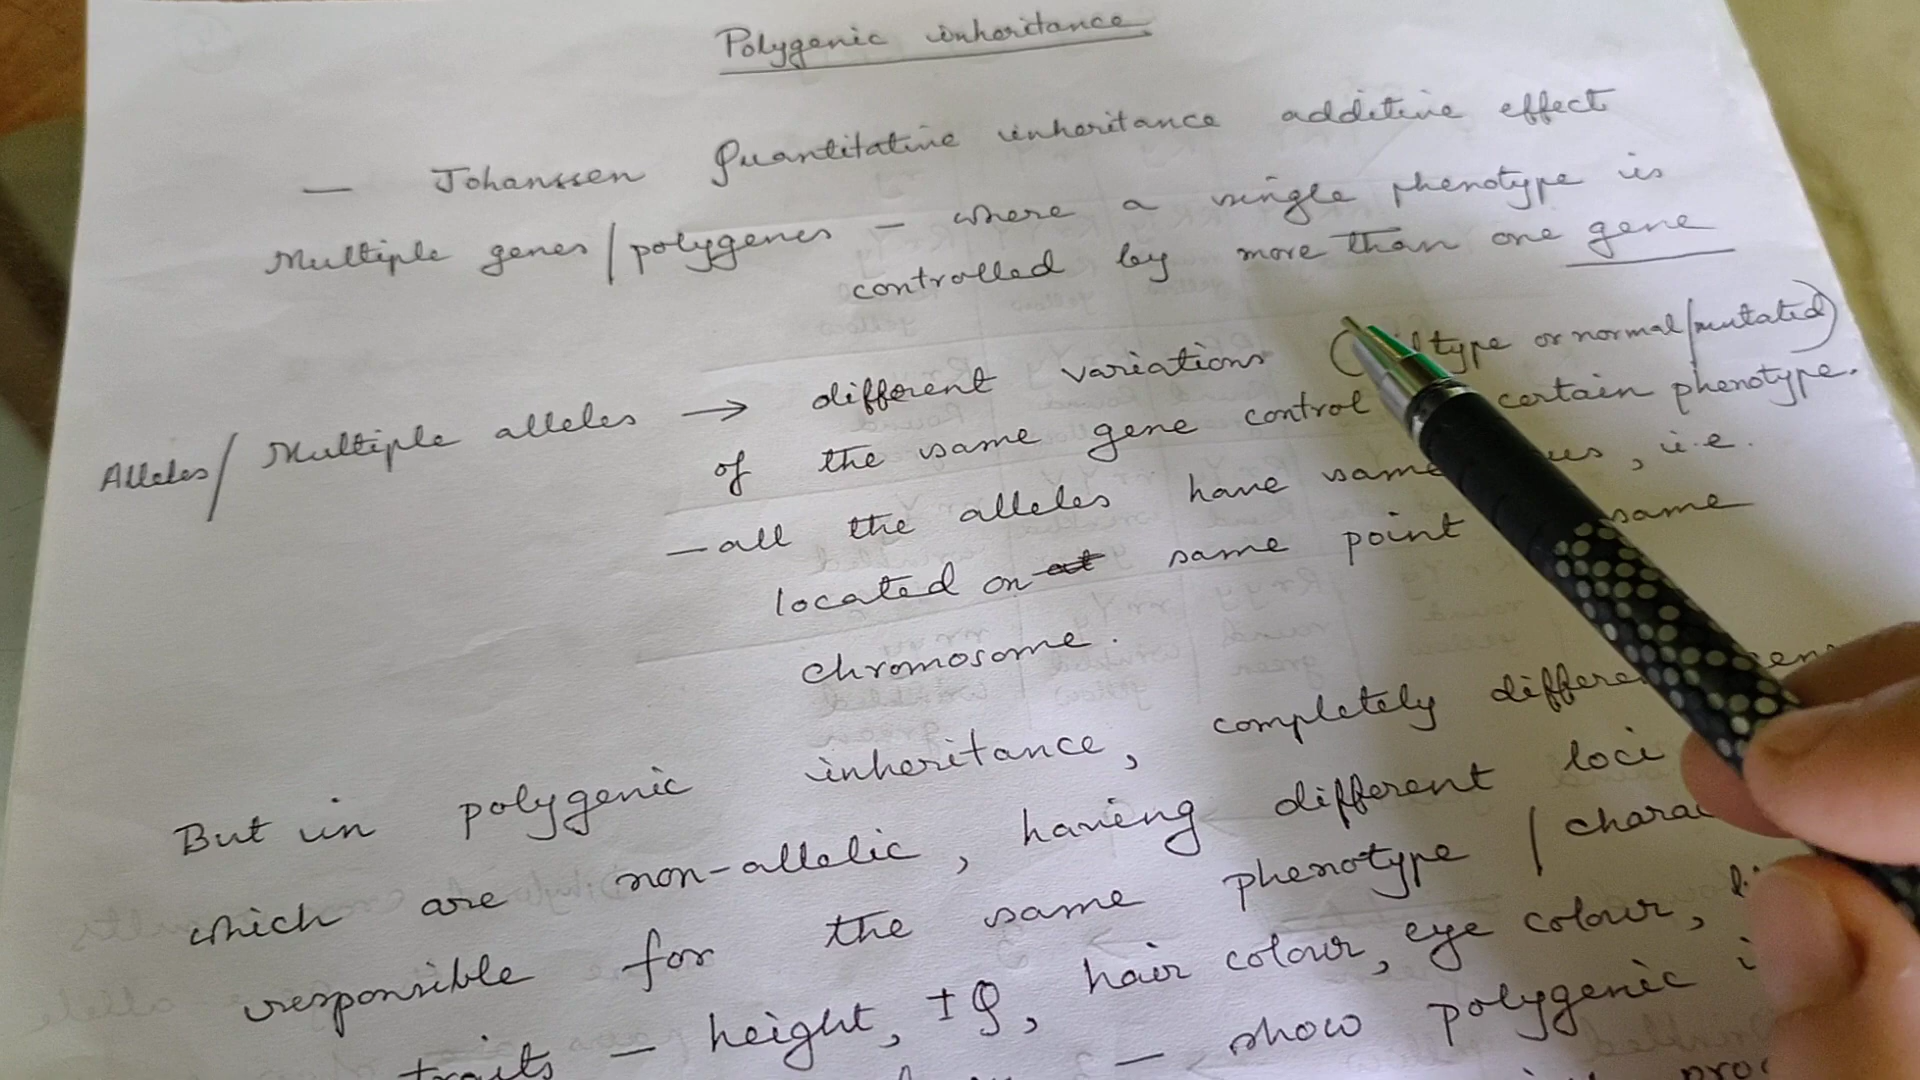 Polygenic inheritance
— Johanssen Quantitative inheritance additive effect
Multiple genes/polygenes – where a single phenotype is
controlled by more than one gene
Alleles/ Multiple alleles → different variations ( type or normal/mutated)
of the same gene control certain phenotype.
– all the alleles have same , i.e.
located on at same point same
chromosome.
But in polygenic inheritance, completely
which are non-allelic, having different loci
responsible for the same phenotype /
traits – height, IQ, hair colour, eye colour,
– show polygenic